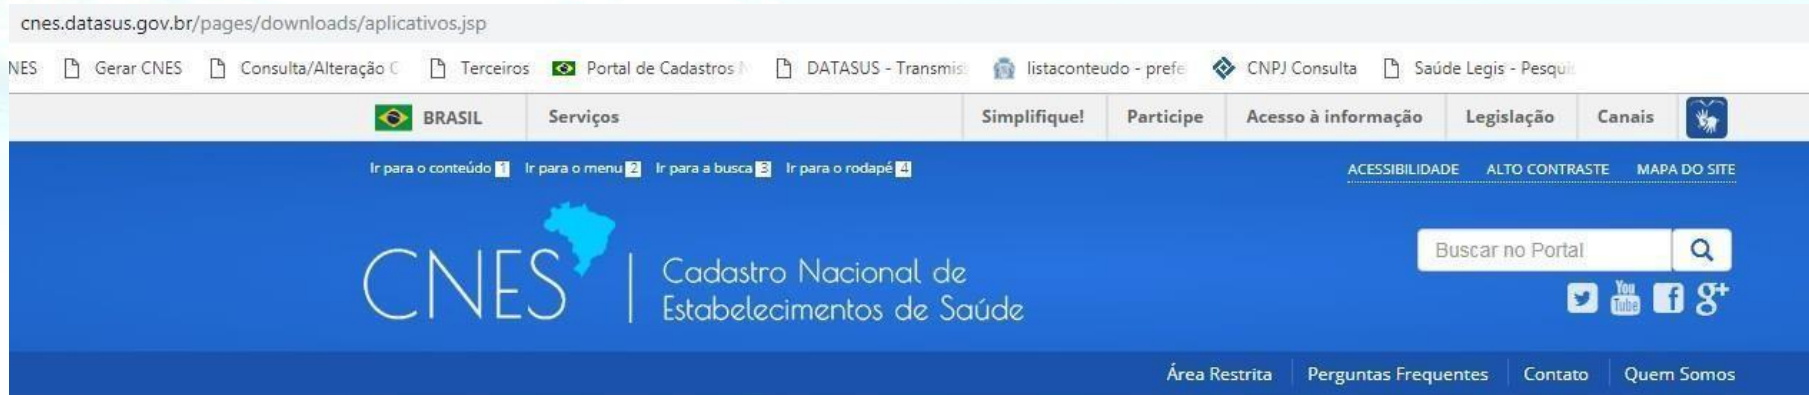 cnes.datasus.gov.br/pages/downloads/aplicativos.jsp
NES Gerar CNES Consulta/Alteração Terceiros Portal de Cadastros DATASUS - Transmis listaconteudo - prefe CNPJ Consulta Saúde Legis - Pesqui
BRASIL Serviços Simplifique! Participe Acesso à informação Legislação Canais
Ir para o conteúdo 1 Ir para o menu 2 Ir para a busca 3 Ir para o rodapé 4 ACESSIBILIDADE ALTO CONTRASTE MAPA DO SITE
CNES | Cadastro Nacional de
Estabelecimentos de Saúde
Buscar no Portal
You Tube f g+
Área Restrita Perguntas Frequentes Contato Quem Somos